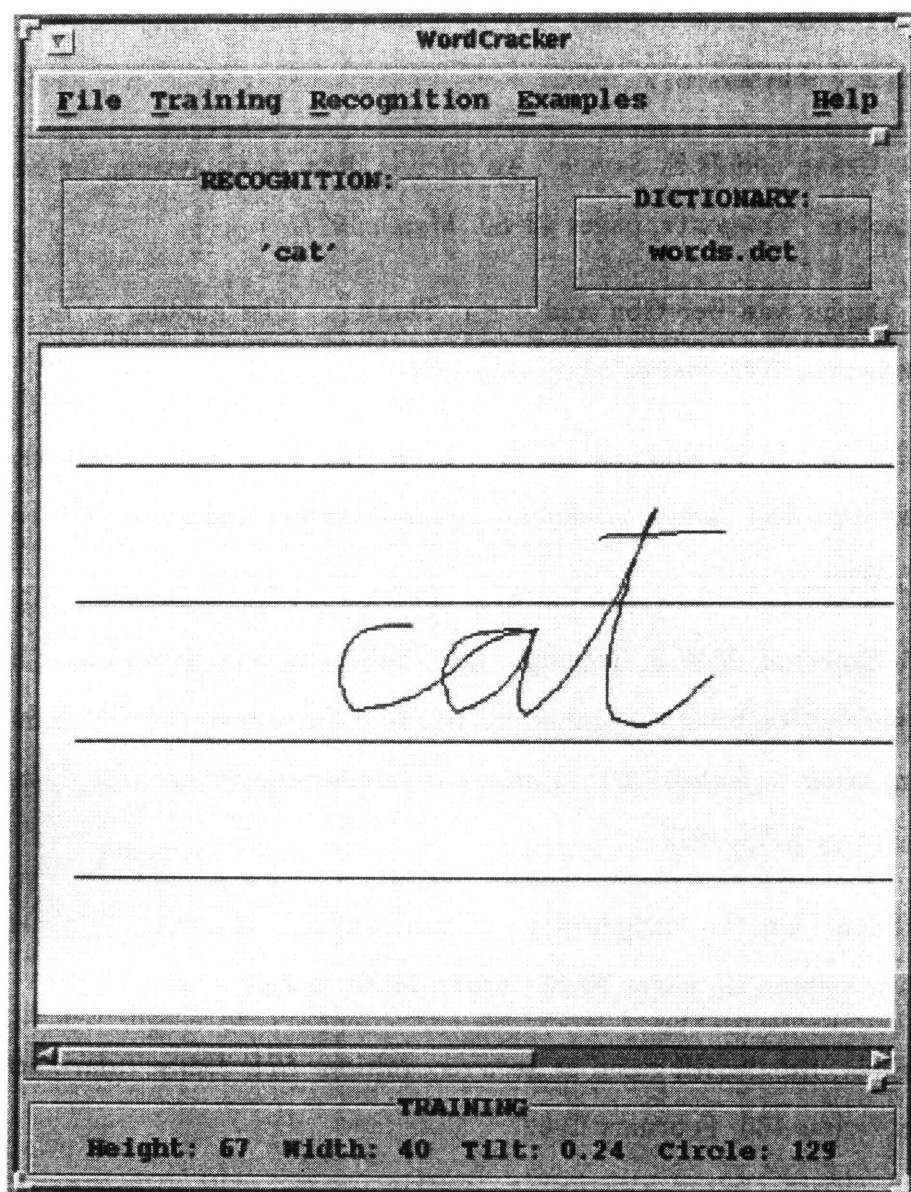 WordCracker
File Training Recognition Examples Help
RECOGNITION: DICTIONARY:
'cat' words.dct
cat
TRAINING
Height: 67 Width: 40 Tilt: 0.24 Circle: 129